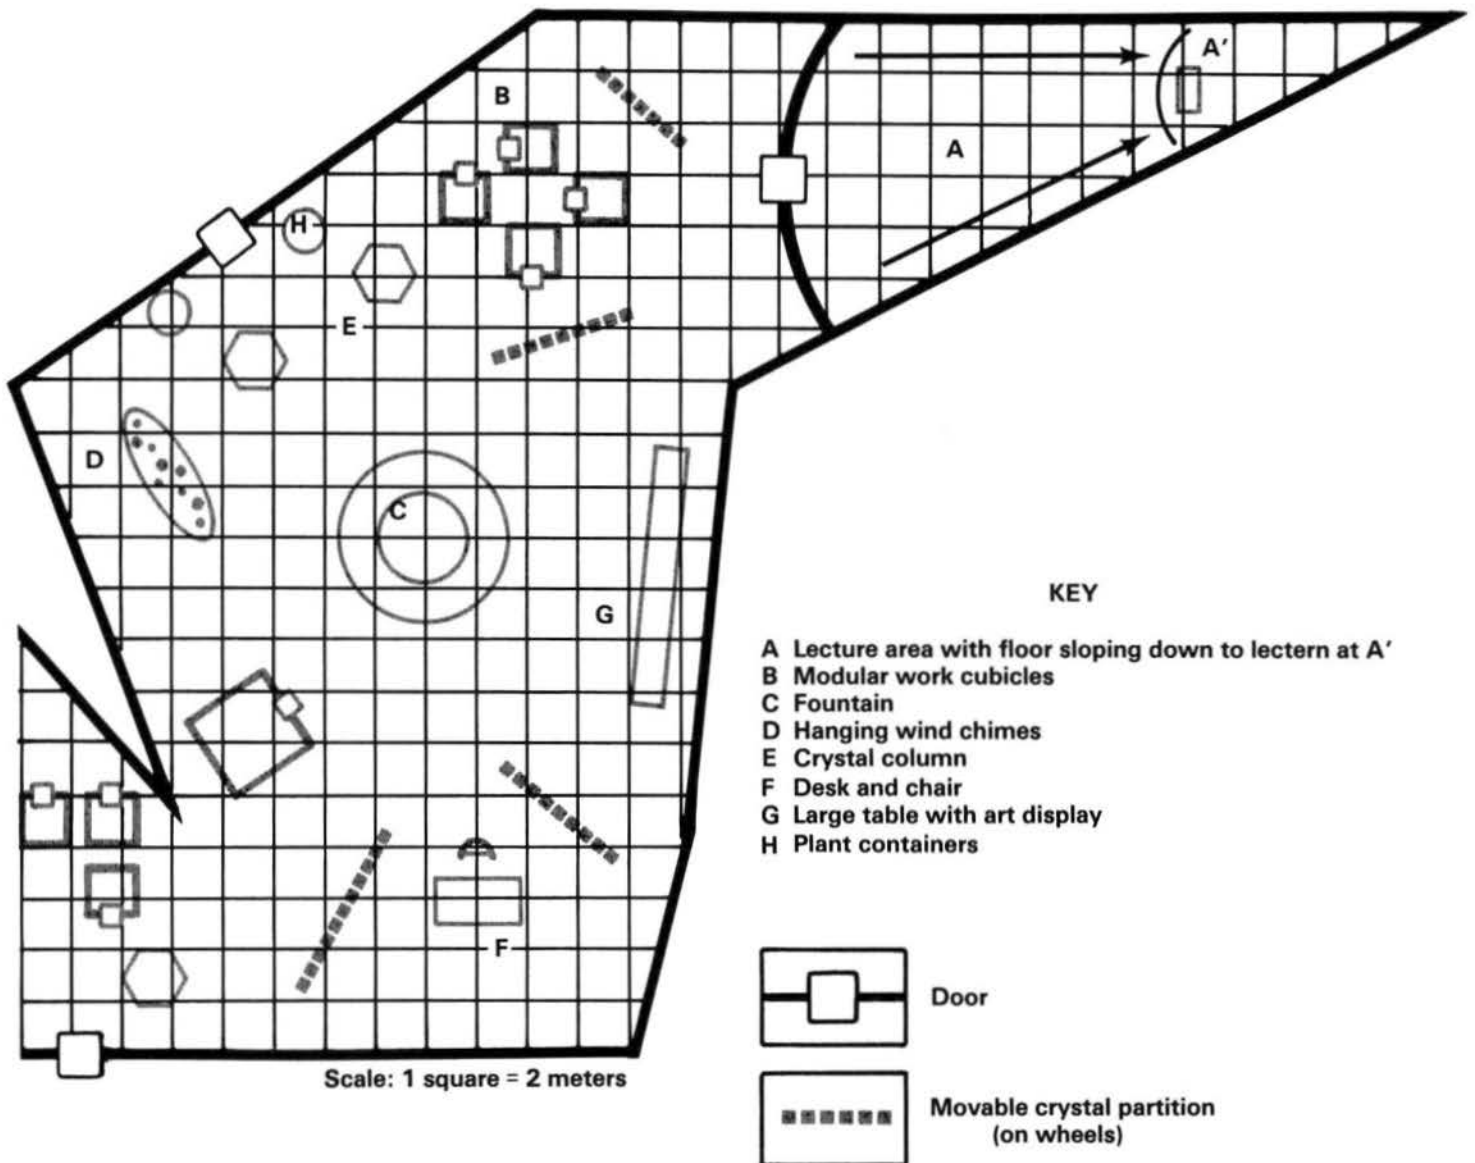 A'
B
A
H
E
D
C
G
F
Scale: 1 square = 2 meters
KEY
A Lecture area with floor sloping down to lectern at A'
B Modular work cubicles
C Fountain
D Hanging wind chimes
E Crystal column
F Desk and chair
G Large table with art display
H Plant containers
Door
Movable crystal partition
(on wheels)